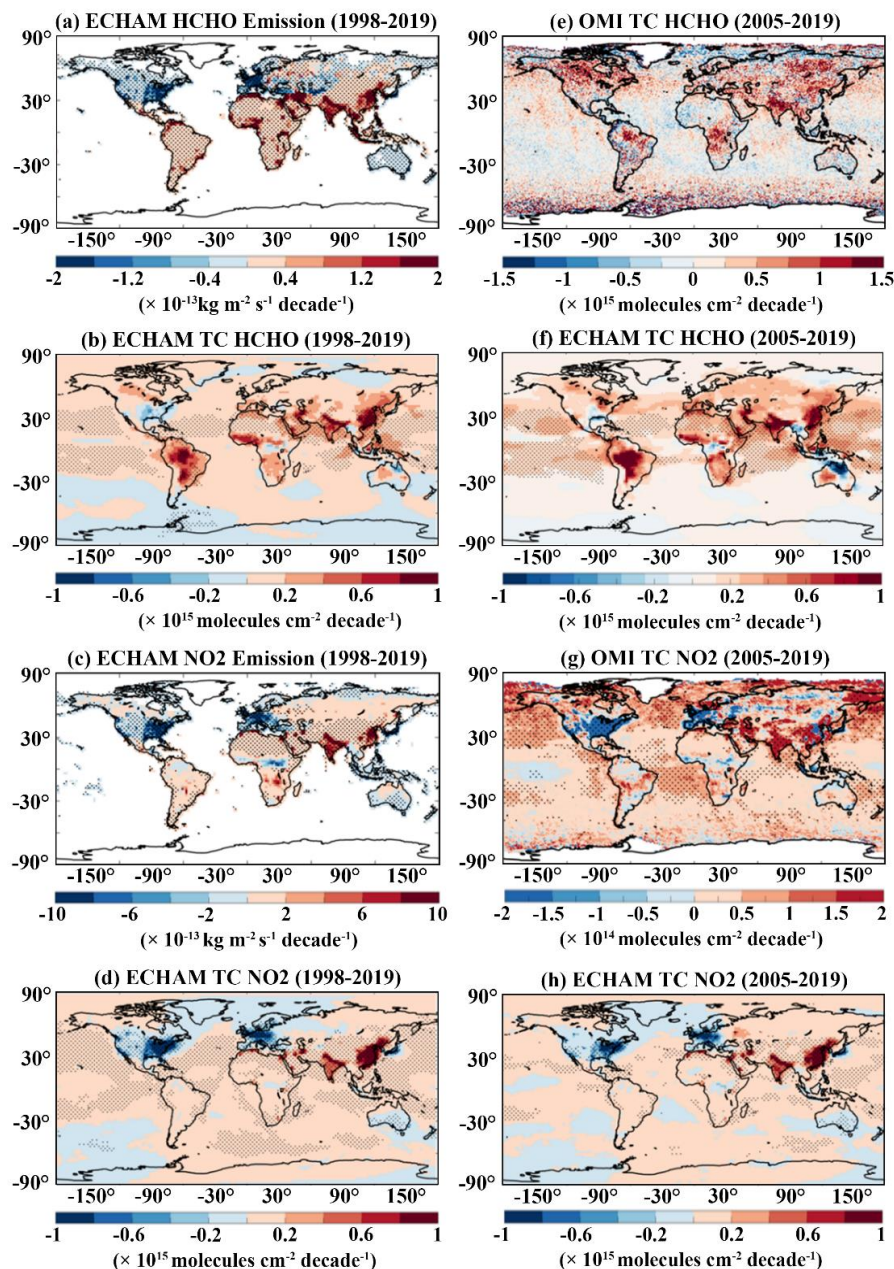 (a) ECHAM HCHO Emission (1998-2019)
90°
30°
-30°
-90°
-150° -90° -30° 30° 90° 150°
-2 -1.2 -0.4 0.4 1.2 2
(× 10⁻¹³kg m⁻² s⁻¹ decade⁻¹)
(b) ECHAM TC HCHO (1998-2019)
90°
30°
-30°
-90°
-150° -90° -30° 30° 90° 150°
-1 -0.6 -0.2 0.2 0.6 1
(× 10¹⁵ molecules cm⁻² decade⁻¹)
(c) ECHAM NO2 Emission (1998-2019)
90°
30°
-30°
-90°
-150° -90° -30° 30° 90° 150°
-10 -6 -2 2 6 10
(× 10⁻¹³ kg m⁻² s⁻¹ decade⁻¹)
(d) ECHAM TC NO2 (1998-2019)
90°
30°
-30°
-90°
-150° -90° -30° 30° 90° 150°
-1 -0.6 -0.2 0.2 0.6 1
(× 10¹⁵ molecules cm⁻² decade⁻¹)
(e) OMI TC HCHO (2005-2019)
90°
30°
-30°
-90°
-150° -90° -30° 30° 90° 150°
-1.5 -1 -0.5 0 0.5 1 1.5
(× 10¹⁵ molecules cm⁻² decade⁻¹)
(f) ECHAM TC HCHO (2005-2019)
90°
30°
-30°
-90°
-150° -90° -30° 30° 90° 150°
-1 -0.6 -0.2 0.2 0.6 1
(× 10¹⁵ molecules cm⁻² decade⁻¹)
(g) OMI TC NO2 (2005-2019)
90°
30°
-30°
-90°
-150° -90° -30° 30° 90° 150°
-2 -1.5 -1 -0.5 0 0.5 1 1.5 2
(× 10¹⁴ molecules cm⁻² decade⁻¹)
(h) ECHAM TC NO2 (2005-2019)
90°
30°
-30°
-90°
-150° -90° -30° 30° 90° 150°
-1 -0.6 -0.2 0.2 0.6 1
(× 10¹⁵ molecules cm⁻² decade⁻¹)